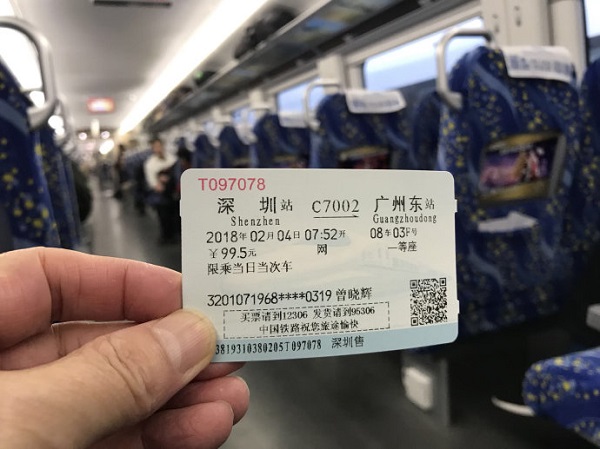 T097078
深圳站 C7002 广州东站
Shenzhen Guangzhoudong
2018年02月04日 07:52开 08车03F号
￥99.5元 网 一等座
限乘当日当次车
3201071968****0319 曾晓辉
买票请到12306 发货请到95306
中国铁路祝您旅途愉快
3819310380205T097078 深圳售